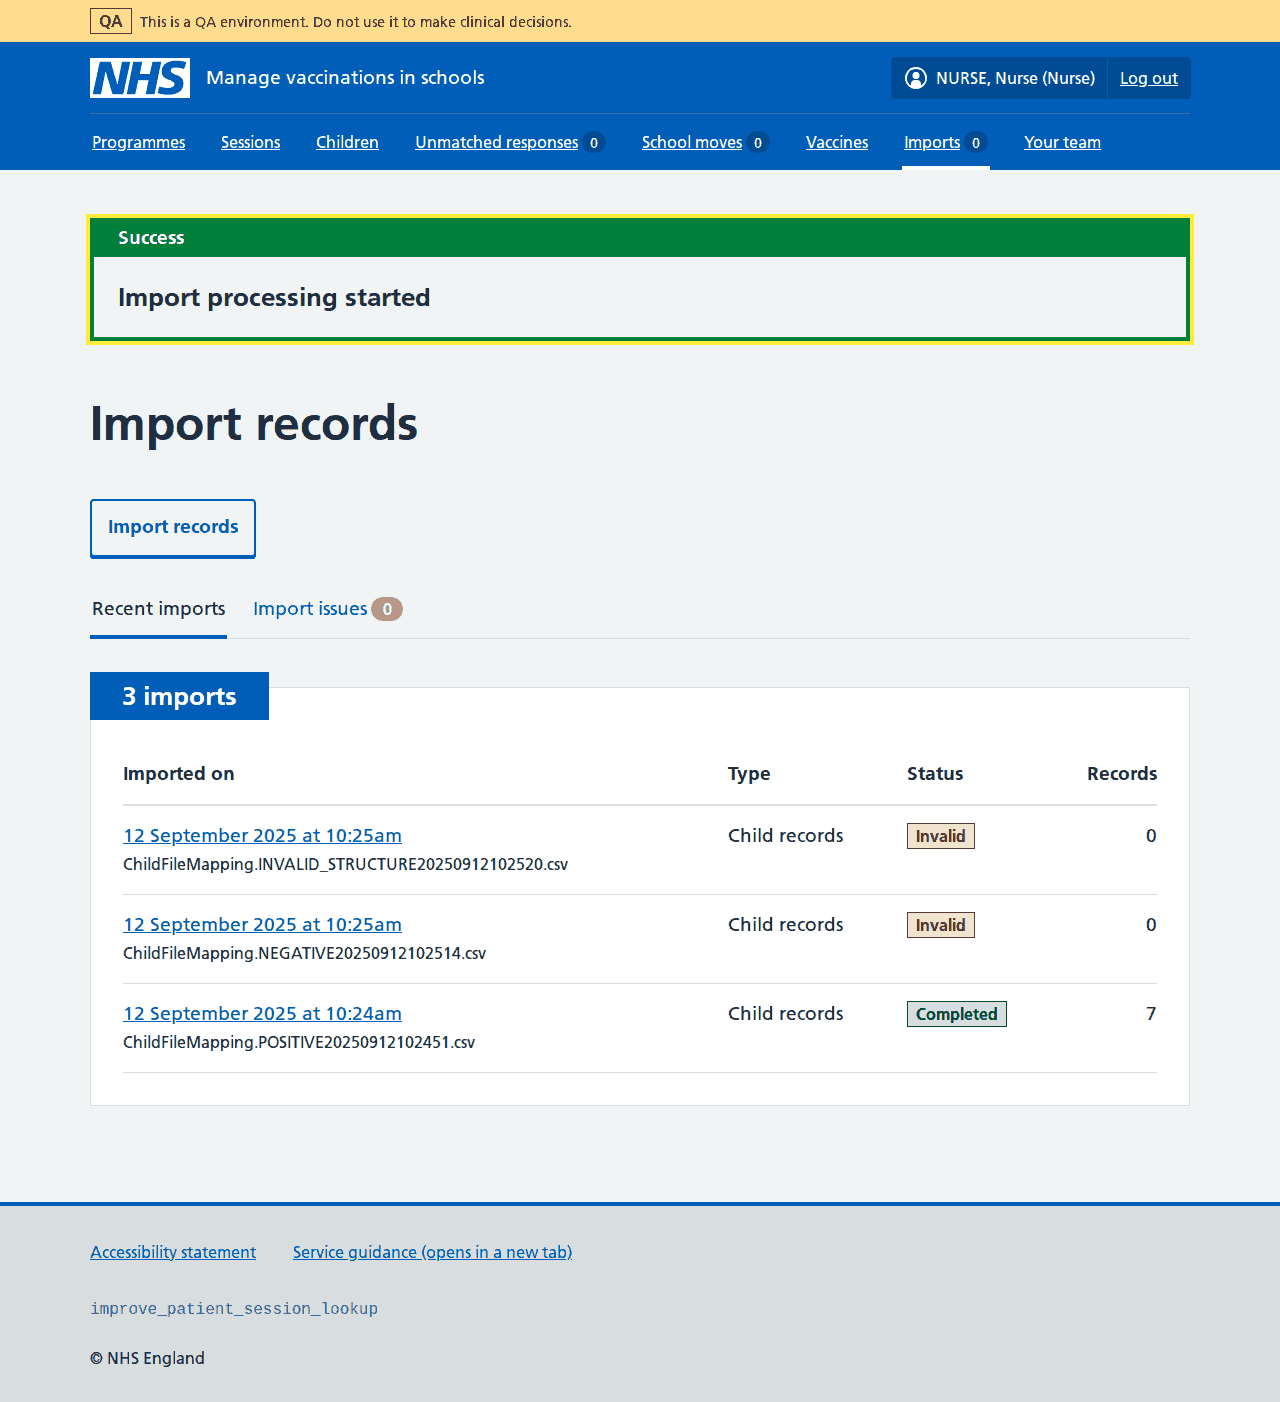 QA This is a QA environment. Do not use it to make clinical decisions.
NHS Manage vaccinations in schools NURSE, Nurse (Nurse) Log out
Programmes Sessions Children Unmatched responses 0 School moves 0 Vaccines Imports 0 Your team
Success
Import processing started
Import records
Import records
Recent imports Import issues 0
3 imports
Imported on Type Status Records
12 September 2025 at 10:25am Child records Invalid 0
ChildFileMapping.INVALID_STRUCTURE20250912102520.csv
12 September 2025 at 10:25am Child records Invalid 0
ChildFileMapping.NEGATIVE20250912102514.csv
12 September 2025 at 10:24am Child records Completed 7
ChildFileMapping.POSITIVE20250912102451.csv
Accessibility statement Service guidance (opens in a new tab)
improve_patient_session_lookup
© NHS England